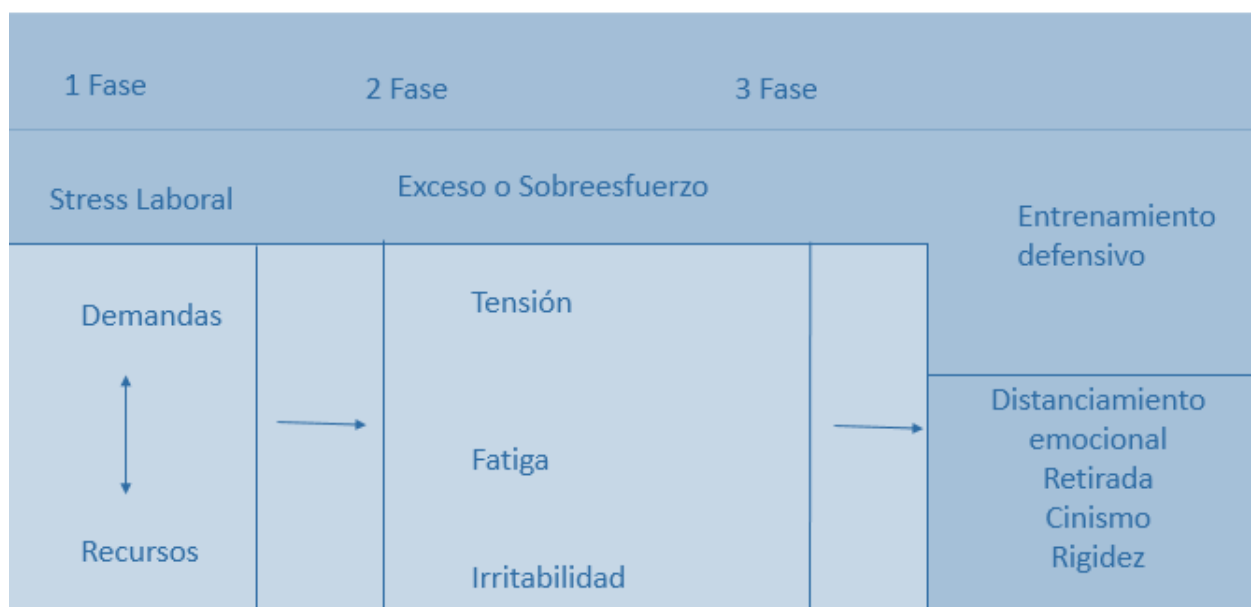 1 Fase
2 Fase
3 Fase
Stress Laboral
Exceso o Sobreesfuerzo
Entrenamiento
defensivo
Demandas
Recursos
Tensión
Fatiga
Irritabilidad
Distanciamiento
emocional
Retirada
Cinismo
Rigidez